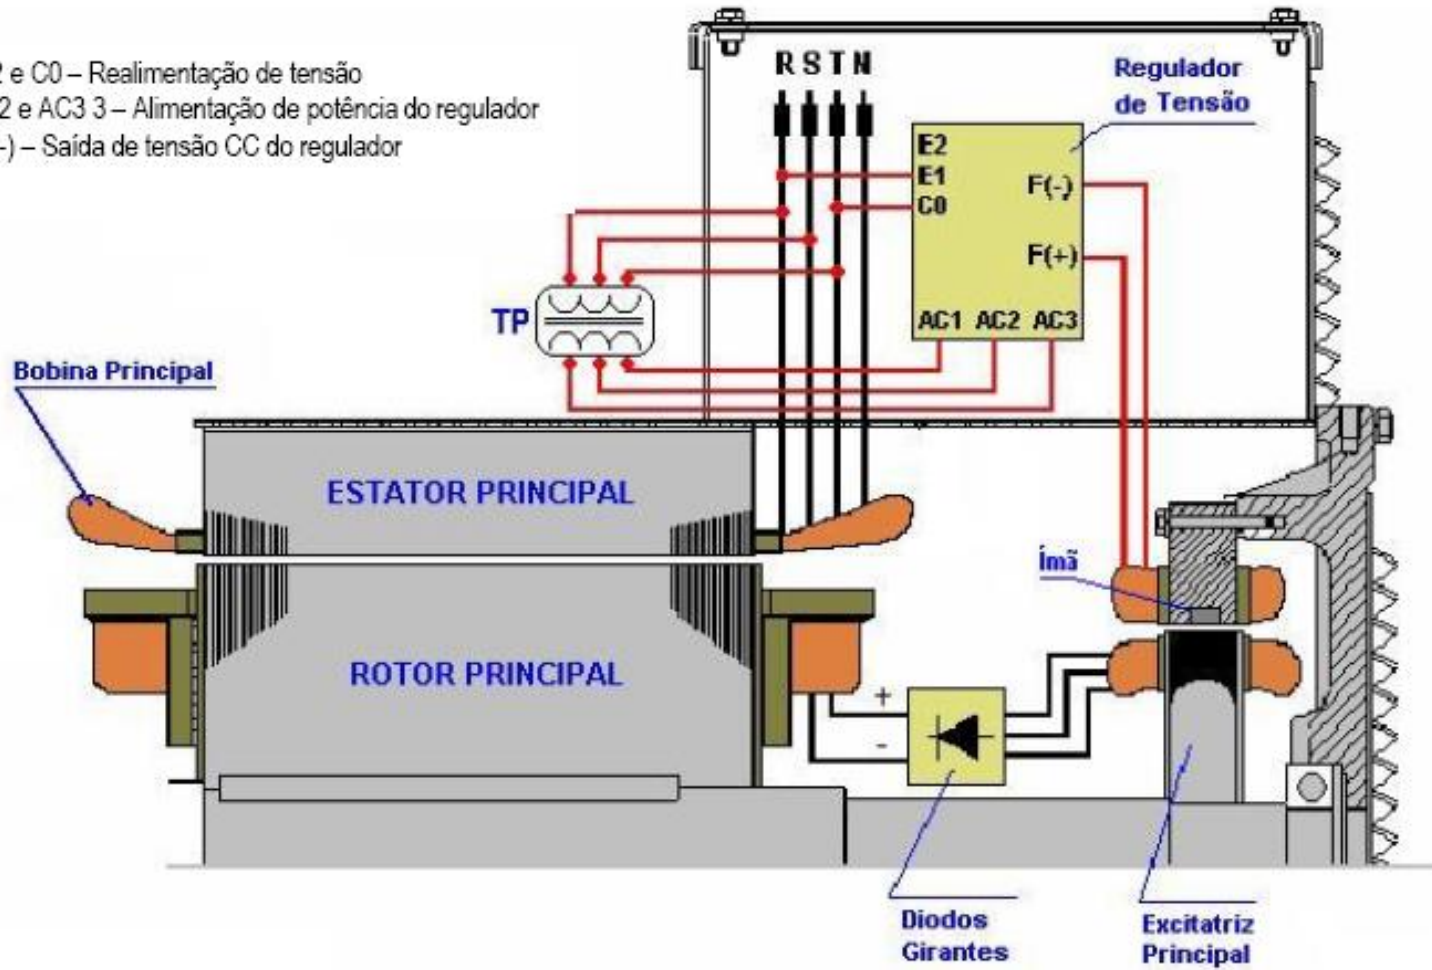 2 e C0 – Realimentação de tensão
2 e AC3 3 – Alimentação de potência do regulador
-) – Saída de tensão CC do regulador
R S T N
Regulador
de Tensão
E2
E1
C0
F(-)
F(+)
AC1 AC2 AC3
TP
Bobina Principal
ESTATOR PRINCIPAL
Ímã
ROTOR PRINCIPAL
+
-
Diodos
Girantes
Excitatriz
Principal